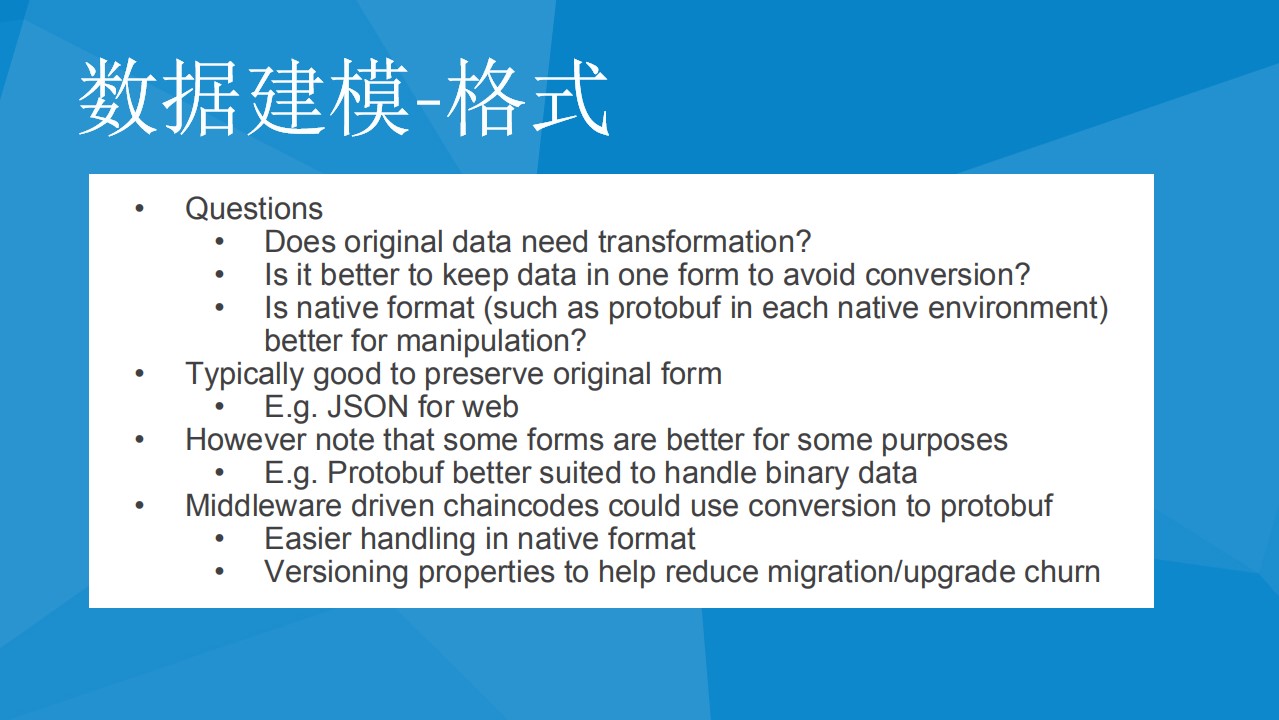 数据建模-格式
• Questions
• Does original data need transformation?
• Is it better to keep data in one form to avoid conversion?
• Is native format (such as protobuf in each native environment)
better for manipulation?
• Typically good to preserve original form
• E.g. JSON for web
• However note that some forms are better for some purposes
• E.g. Protobuf better suited to handle binary data
• Middleware driven chaincodes could use conversion to protobuf
• Easier handling in native format
• Versioning properties to help reduce migration/upgrade churn